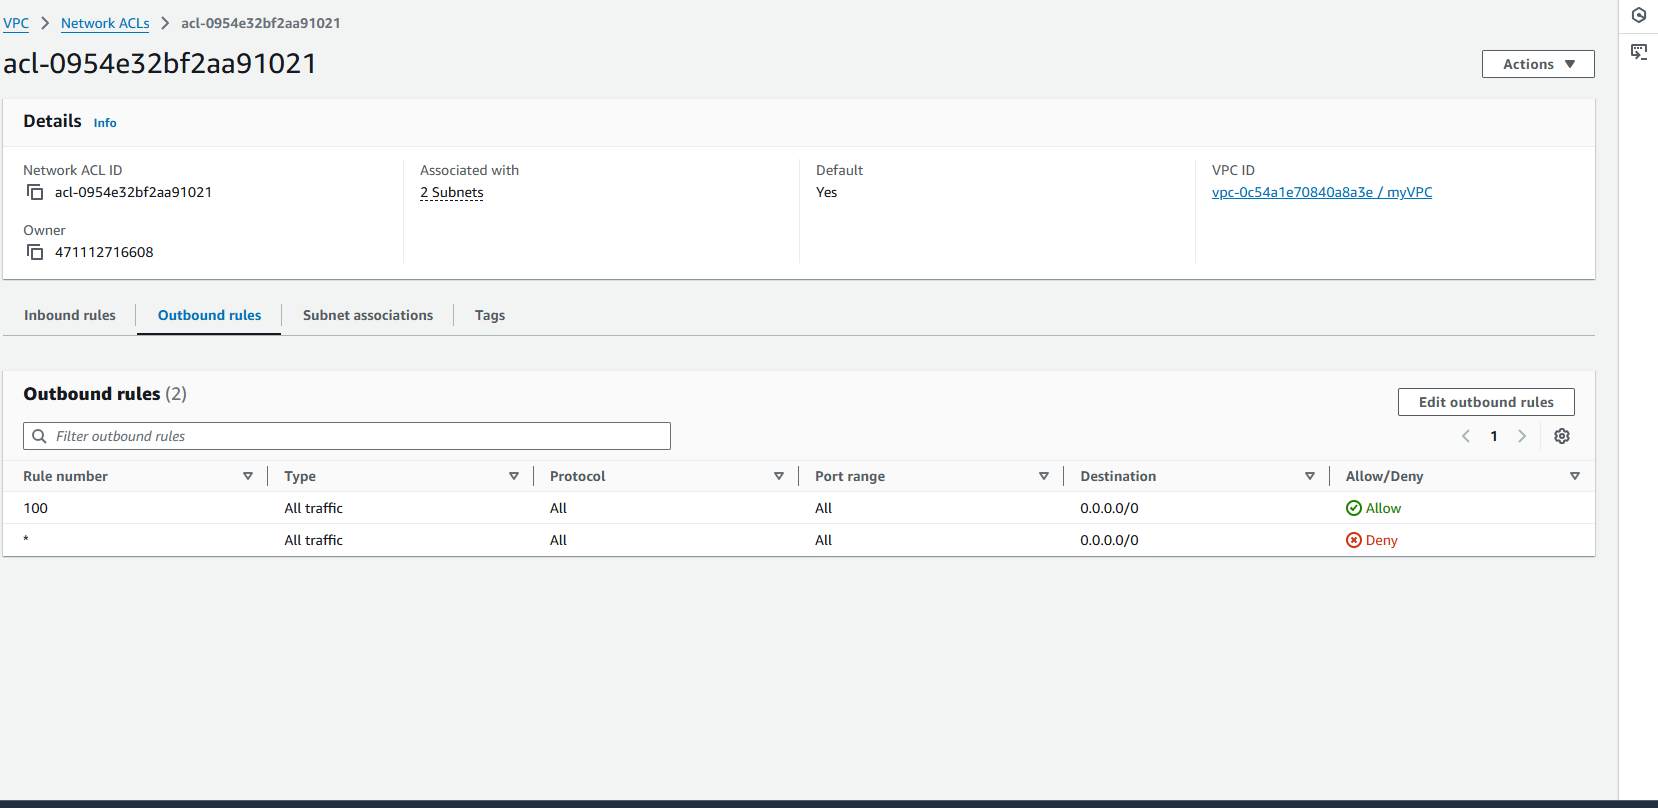 VPC > Network ACLs > acl-0954e32bf2aa91021
acl-0954e32bf2aa91021
Actions
Details Info
Network ACL ID
acl-0954e32bf2aa91021
Associated with
2 Subnets
Default
Yes
VPC ID
vpc-0c54a1e70840a8a3e / myVPC
Owner
471112716608
Inbound rules Outbound rules Subnet associations Tags
Outbound rules (2)
Edit outbound rules
Filter outbound rules
1
Rule number Type Protocol Port range Destination Allow/Deny
100 All traffic All All 0.0.0.0/0 Allow
* All traffic All All 0.0.0.0/0 Deny